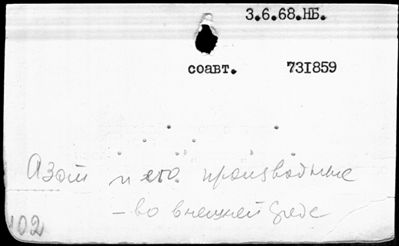 3.6.68.НБ.
соавт. 731859
Азот и его производные
- во внешней среде
102